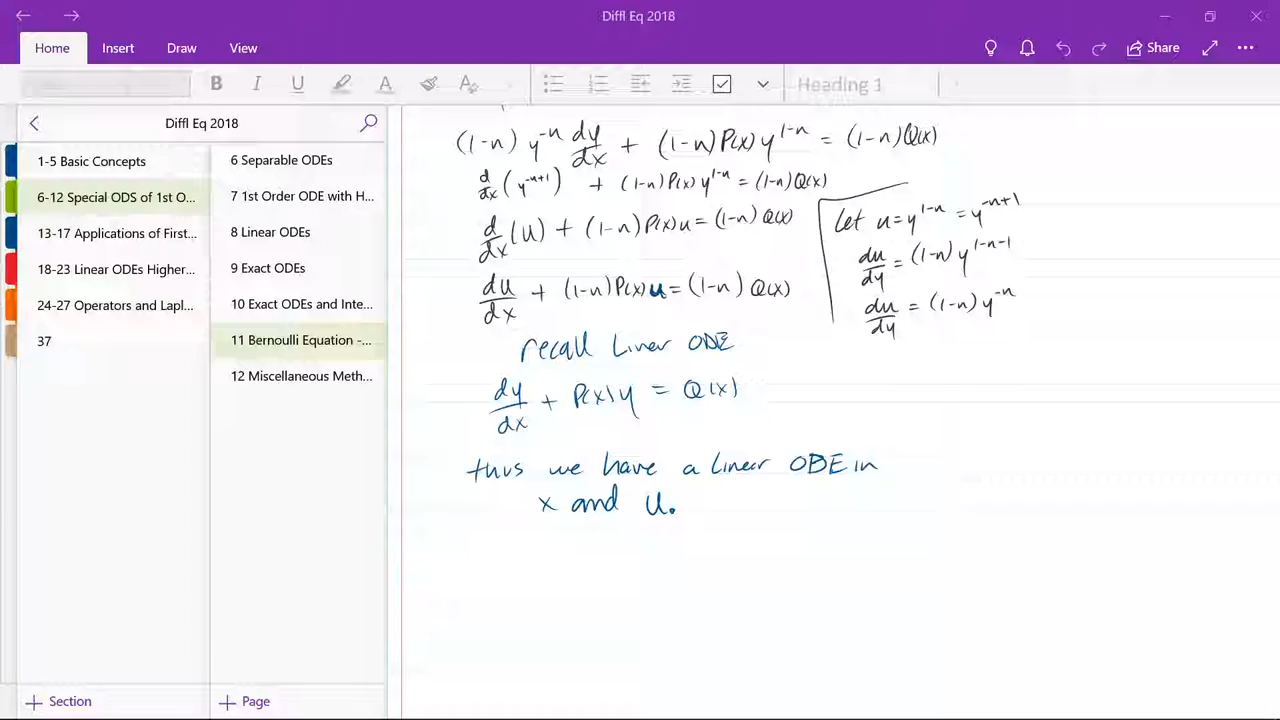 Diffl Eq 2018
Home Insert Draw View
Share
B I U A Heading 1
Diffl Eq 2018
1-5 Basic Concepts
6-12 Special ODS of 1st O...
13-17 Applications of First...
18-23 Linear ODEs Higher...
24-27 Operators and Lapl...
37
6 Separable ODEs
7 1st Order ODE with H...
8 Linear ODEs
9 Exact ODEs
10 Exact ODEs and Inte...
11 Bernoulli Equation -...
12 Miscellaneous Meth...
+ Section
+ Page
(1-n) y^{-n} dy/dx + (1-n)P(x)y^{1-n} = (1-n)Q(x)
d/dx (y^{-n+1}) + (1-n)P(x)y^{1-n} = (1-n)Q(x)
d/dx (u) + (1-n)P(x)u = (1-n)Q(x)
du/dx + (1-n)P(x)u = (1-n)Q(x)
Let u = y^{1-n} = y^{-n+1}
du/dy = (1-n) y^{1-n-1}
du/dy = (1-n) y^{-n}
recall Linear ODE
dy/dx + P(x)y = Q(x)
thus we have a linear ODE in
x and u.